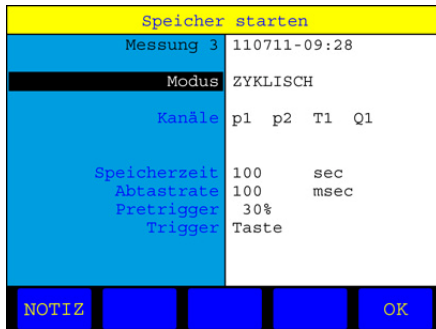 Speicher starten
Messung 3 110711-09:28
Modus ZYKLISCH
Kanäle p1 p2 T1 Q1
Speicherzeit 100 sec
Abtastrate 100 msec
Pretrigger 30%
Trigger Taste
NOTIZ OK